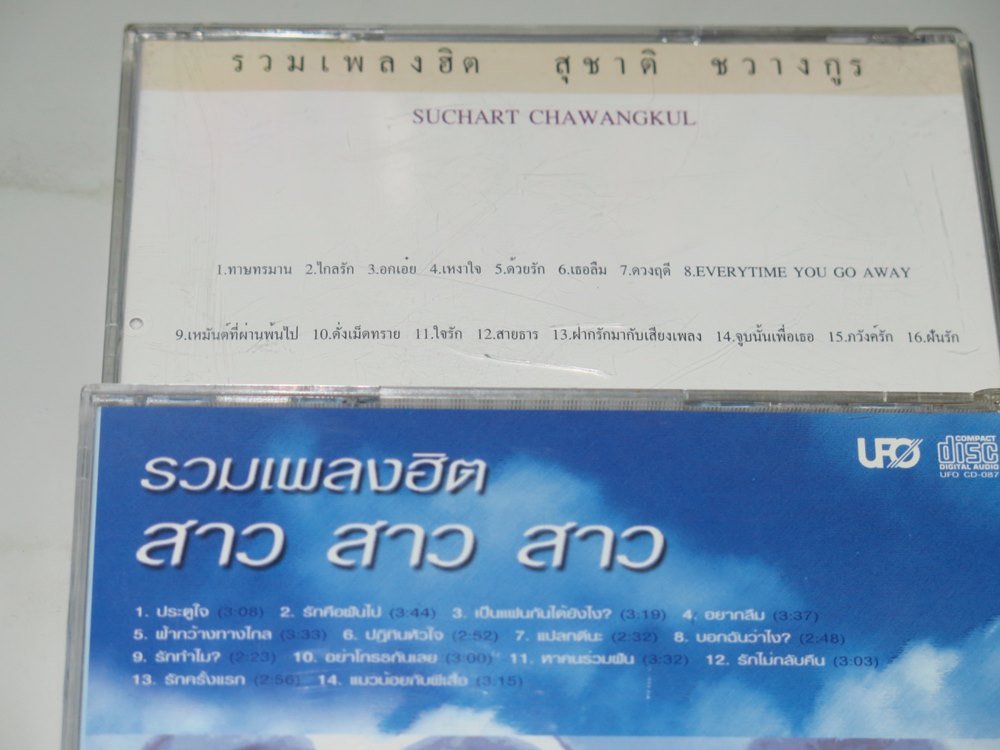 รวมเพลงฮิต สุชาติ ชวางกูร
SUCHART CHAWANGKUL
1.ทาษทรมาน 2.ไกลรัก 3.อกเอ๋ย 4.เหงาใจ 5.ด้วยรัก 6.เธอลืม 7.ดวงฤดี 8.EVERYTIME YOU GO AWAY
9.เหมันต์ที่ผ่านพ้นไป 10.ดั่งเม็ดทราย 11.ใจรัก 12.สายธาร 13.ฝากรักมากับเสียงเพลง 14.จูบนั้นเพื่อเธอ 15.ภวังค์รัก 16.ฝันรัก
UFO COMPACT disc DIGITAL AUDIO
UFO CD-087
รวมเพลงฮิต
สาว สาว สาว
1. ประตูใจ (3:08) 2. รักคือฝันไป (3:44) 3. เป็นแฟนกันได้ยังไง? (3:19) 4. อยากลืม (3:37)
5. ฟ้ากว้างทางไกล (3:33) 6. ปฏิทินหัวใจ (2:52) 7. แปลกดีนะ (2:32) 8. บอกฉันว่าไง? (2:48)
9. รักทำไม? (2:23) 10. อย่าโกรธกันเลย (3:00) 11. หาคนร่วมฝัน (3:32) 12. รักไม่กลับคืน (3:03)
13. รักครั้งแรก (2:56) 14. แมวน้อยกับผีเสื้อ (3:15)